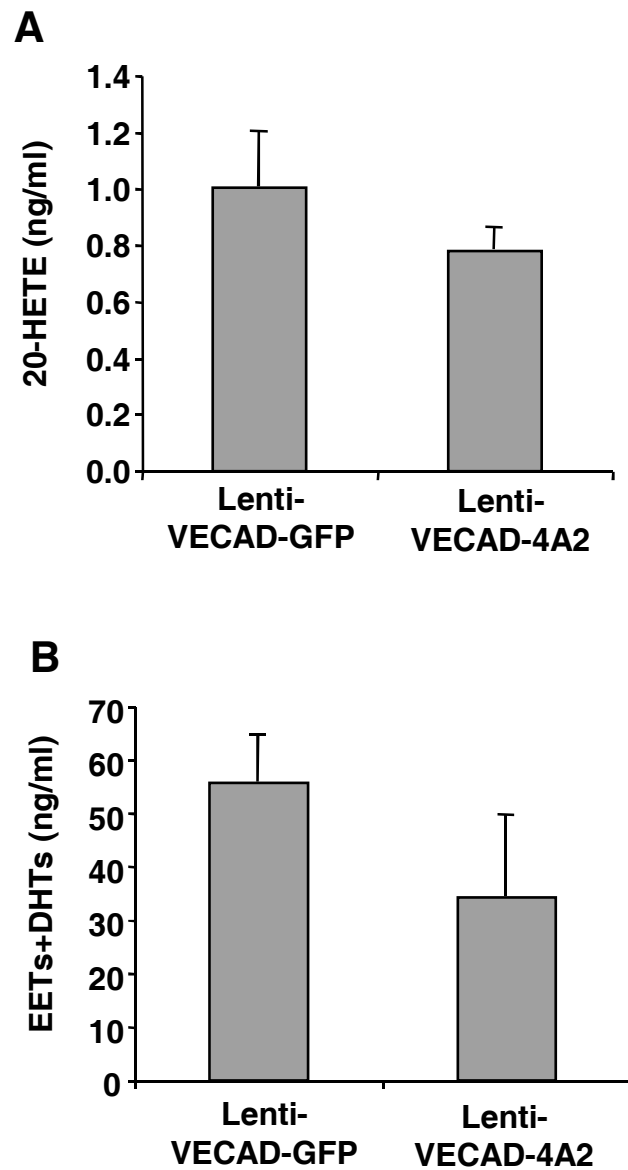 A
20-HETE (ng/ml)
1.4
1.2
1.0
0.8
0.6
0.4
0.2
0.0
Lenti-
VECAD-GFP
Lenti-
VECAD-4A2
B
EETs+DHTs (ng/ml)
70
60
50
40
30
20
10
0
Lenti-
VECAD-GFP
Lenti-
VECAD-4A2